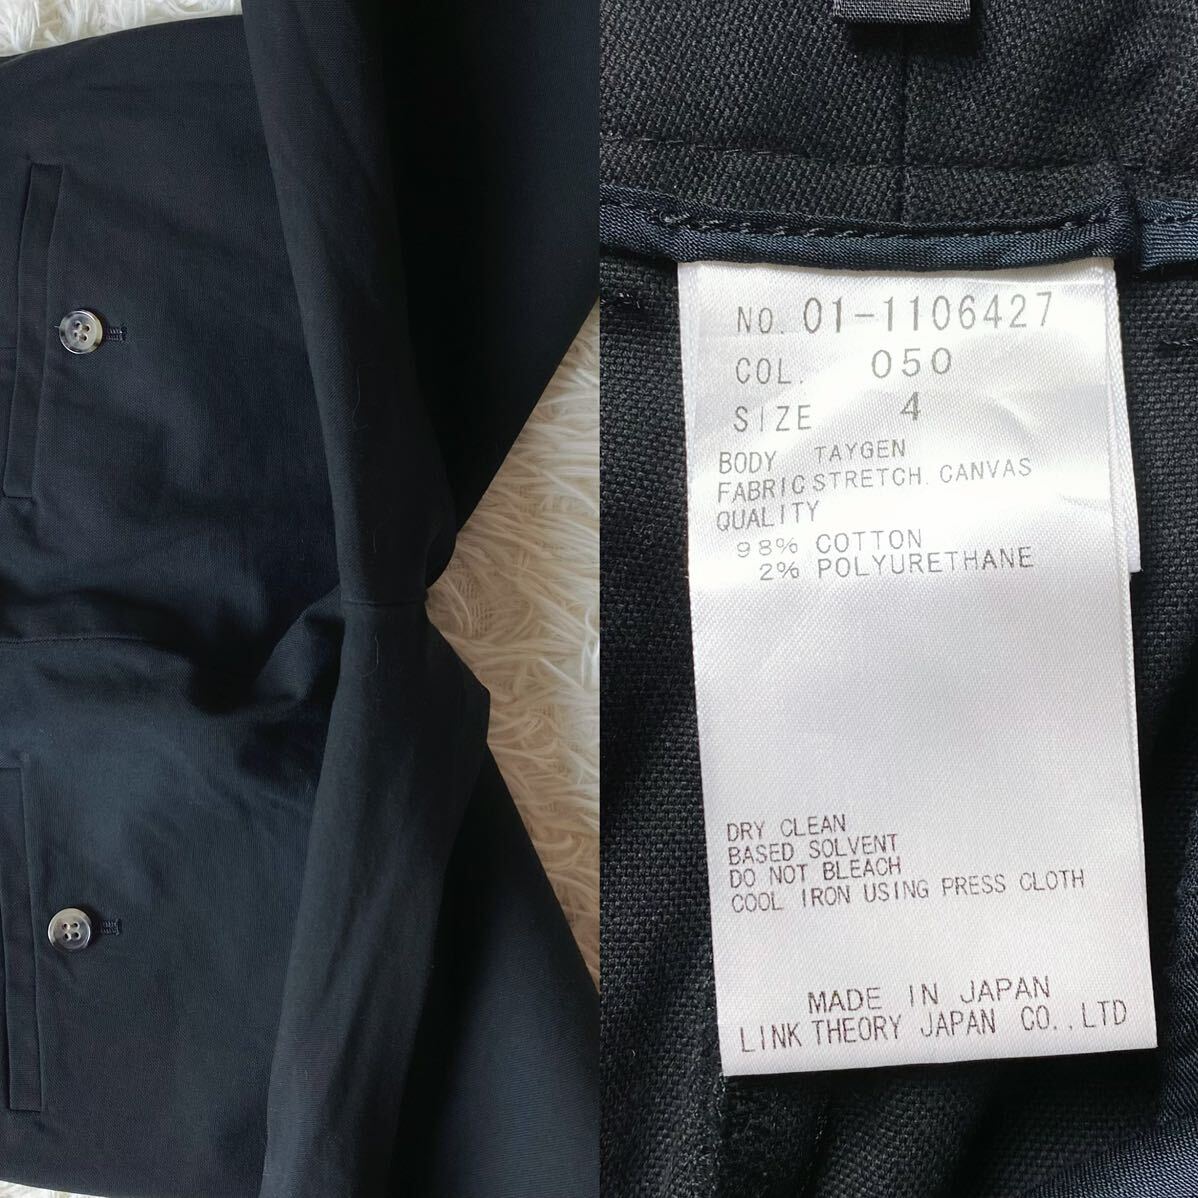 NO. 01-1106427
COL. 050
SIZE 4
BODY TAYGEN
FABRIC STRETCH CANVAS
QUALITY
98% COTTON
2% POLYURETHANE
DRY CLEAN
BASED SOLVENT
DO NOT BLEACH
COOL IRON USING PRESS CLOTH
MADE IN JAPAN
LINK THEORY JAPAN CO.,LTD